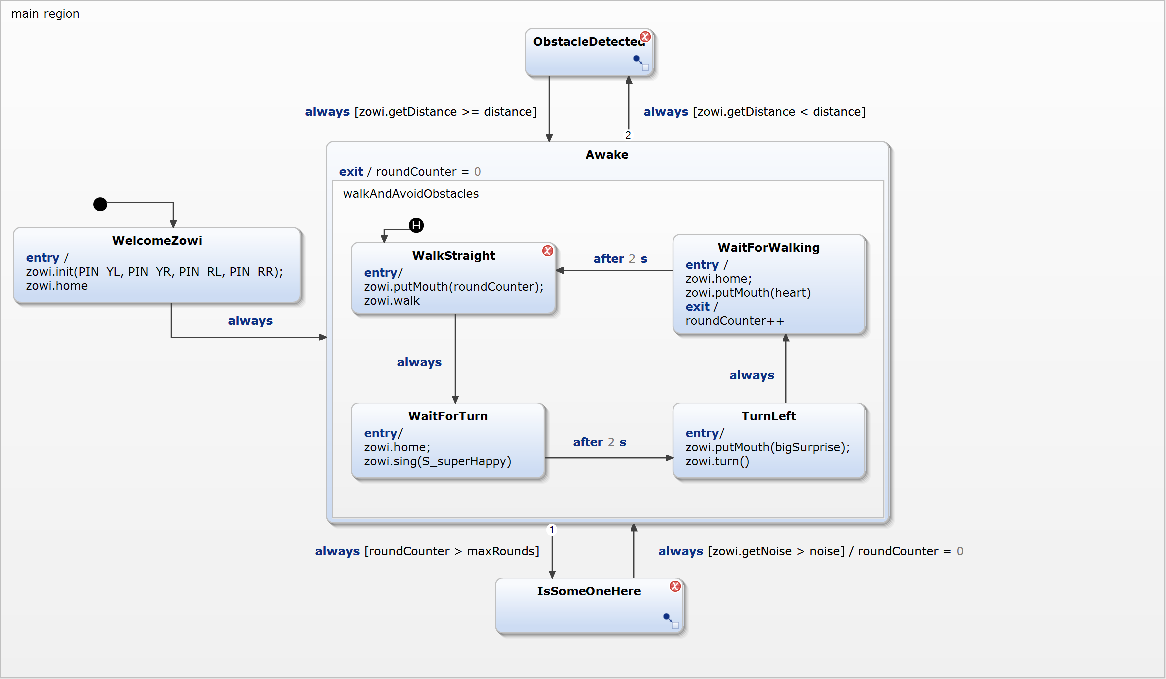 main region
ObstacleDetected
always [zowi.getDistance >= distance]
always [zowi.getDistance < distance]
2
Awake
exit / roundCounter = 0
walkAndAvoidObstacles
H
WelcomeZowi
entry /
zowi.init(PIN YL, PIN YR, PIN RL, PIN RR);
zowi.home
always
WalkStraight
entry/
zowi.putMouth(roundCounter);
zowi.walk
after 2 s
WaitForWalking
entry /
zowi.home;
zowi.putMouth(heart)
exit /
roundCounter++
always
always
WaitForTurn
entry/
zowi.home;
zowi.sing(S_superHappy)
after 2 s
TurnLeft
entry/
zowi.putMouth(bigSurprise);
zowi.turn()
1
always [roundCounter > maxRounds]
always [zowi.getNoise > noise] / roundCounter = 0
IsSomeOneHere